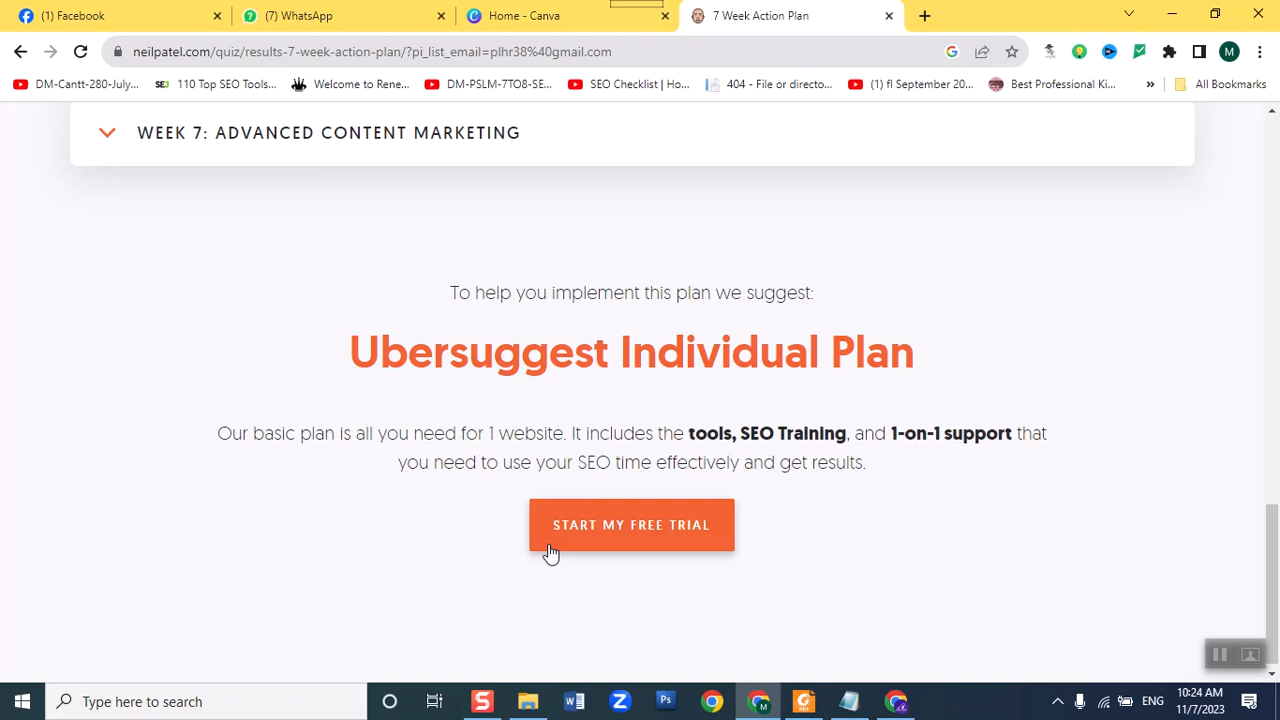 (1) Facebook
(7) WhatsApp
Home - Canva
7 Week Action Plan
neilpatel.com/quiz/results-7-week-action-plan/?pi_list_email=plhr38%40gmail.com
M
DM-Cantt-280-July...
110 Top SEO Tools...
Welcome to Rene...
DM-PSLM-7TO8-SE...
SEO Checklist | Ho...
404 - File or directo...
(1) fl September 20...
Best Professional Ki...
»
All Bookmarks
WEEK 7: ADVANCED CONTENT MARKETING
To help you implement this plan we suggest:
Ubersuggest Individual Plan
Our basic plan is all you need for 1 website. It includes the tools, SEO Training, and 1-on-1 support that
you need to use your SEO time effectively and get results.
START MY FREE TRIAL
Type here to search
ENG
10:24 AM
11/7/2023